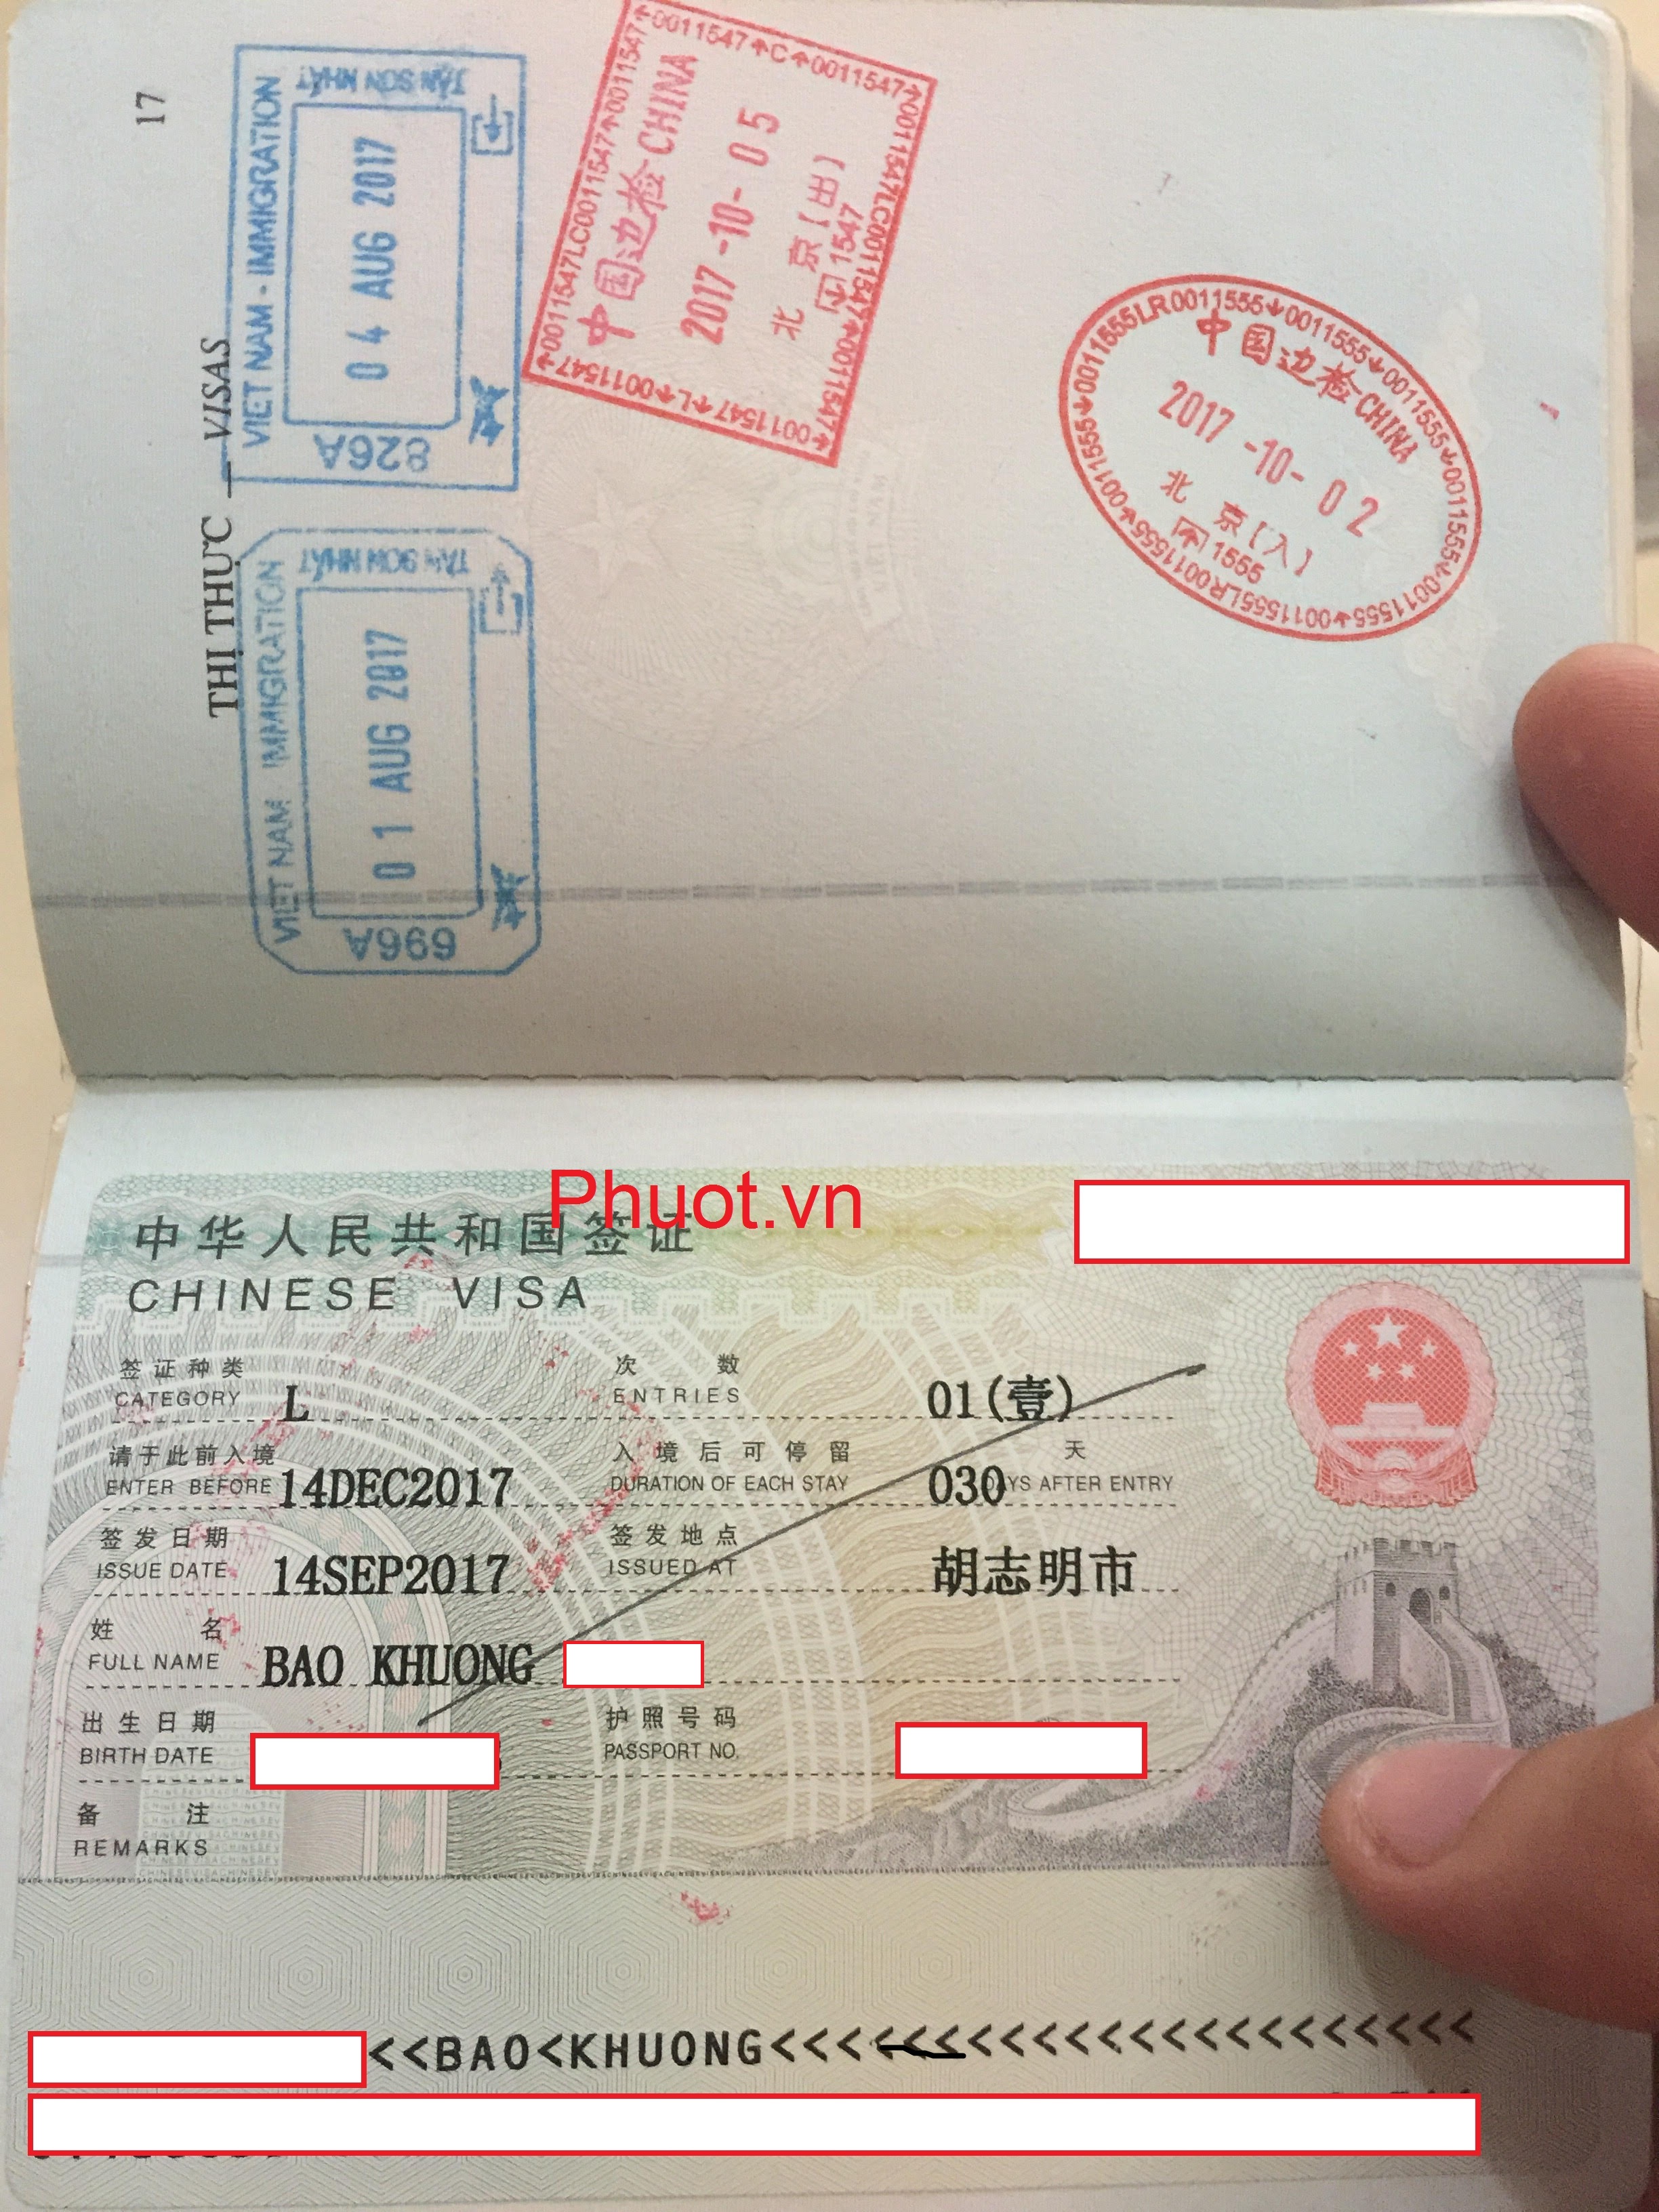 17
THỊ THỰC — VISAS
VIET NAM - IMMIGRATION
TÂN SƠN NHẤT
04 AUG 2017
826A
VIET NAM IMMIGRATION
TÂN SƠN NHẤT
01 AUG 2017
696A
0011547↑C↑0011547
中国边检 CHINA
2017-10-05
北 京 [出]
1547
0011555LR0011555↓0011555↓0011555↓0011555
中国边检 CHINA
2017-10-02
北 京 [入]
1555
Phuot.vn
中华人民共和国签证
CHINESE VISA
签证种类 次 数
CATEGORY L ENTRIES 01(壹)
请于此前入境 入境后可停留 天
ENTER BEFORE 14DEC2017 DURATION OF EACH STAY 030YS AFTER ENTRY
签发日期 签发地点
ISSUE DATE 14SEP2017 ISSUED AT 胡志明市
姓 名
FULL NAME BAO KHUONG
出生日期 护照号码
BIRTH DATE PASSPORT NO.
备 注
REMARKS
<<BAO<KHUONG<<<<<<<<<<<<<<<<<<<<<<<